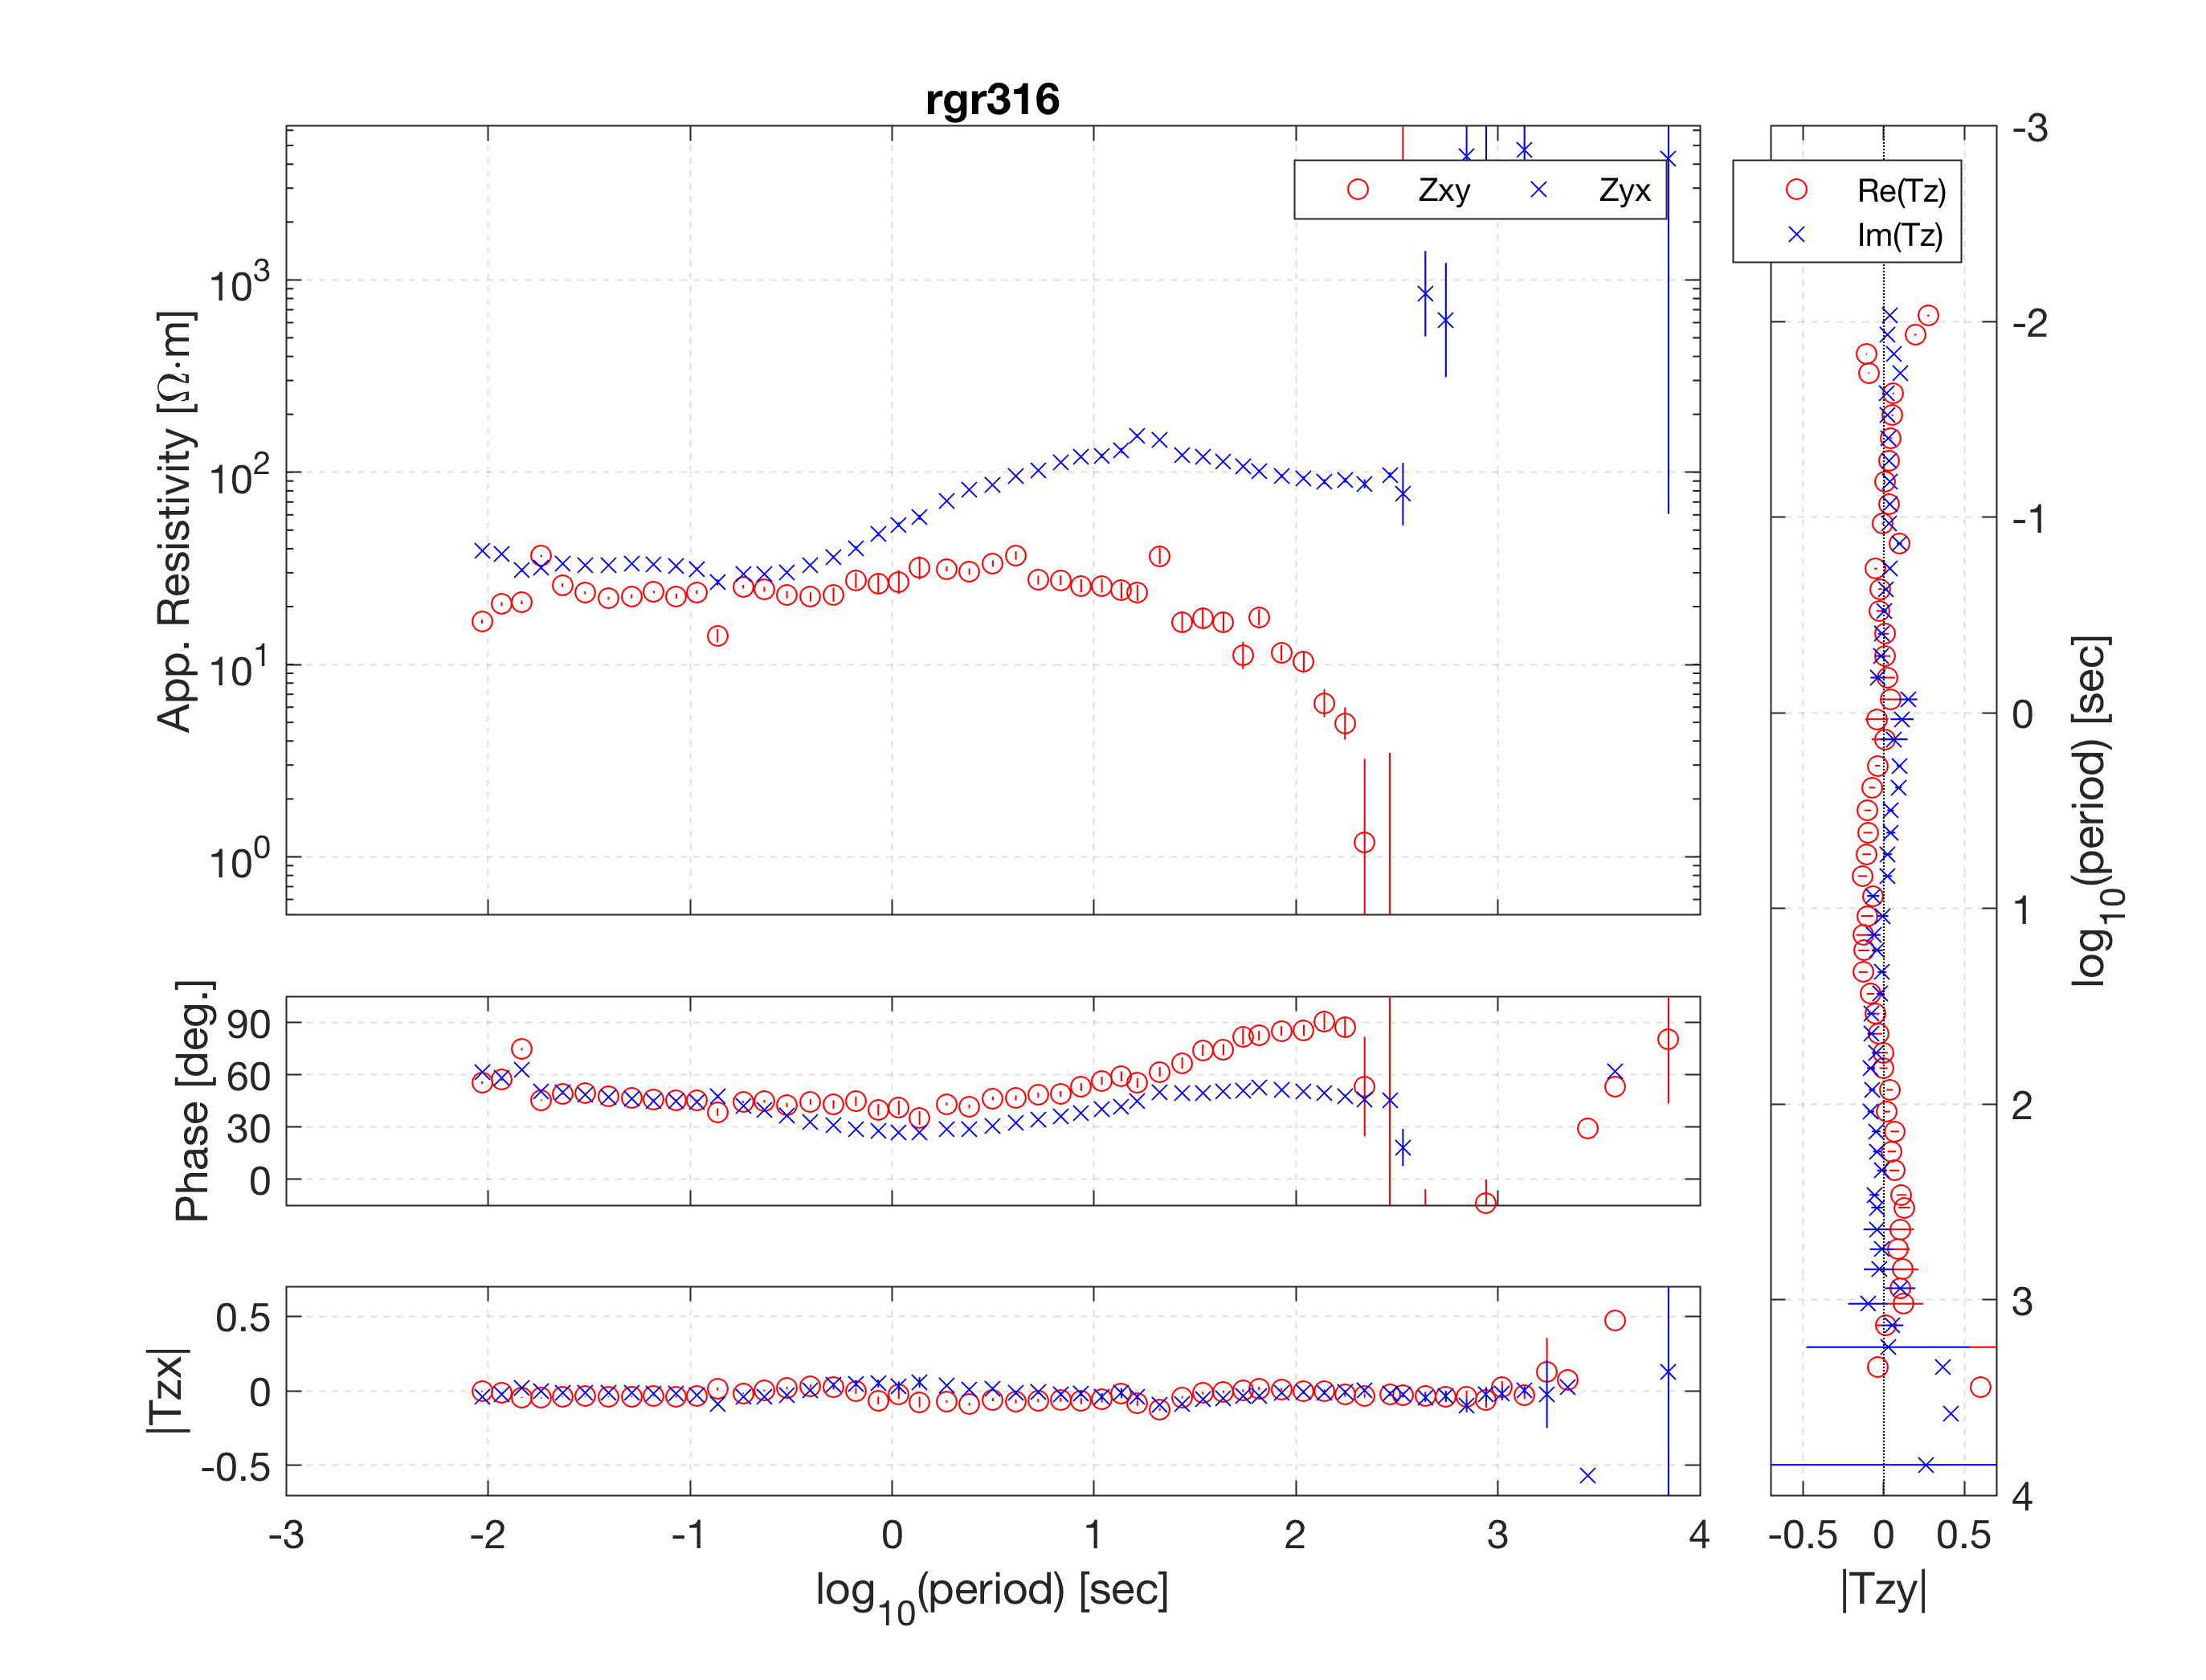 rgr316
App. Resistivity [Ω·m]
10³
10²
10¹
10⁰
Zxy
Zyx
Phase [deg.]
90
60
30
0
|Tzx|
0.5
0
-0.5
-3 -2 -1 0 1 2 3 4
log₁₀(period) [sec]
Re(Tz)
Im(Tz)
-3
-2
-1
0
1
2
3
4
log₁₀(period) [sec]
-0.5 0 0.5
|Tzy|